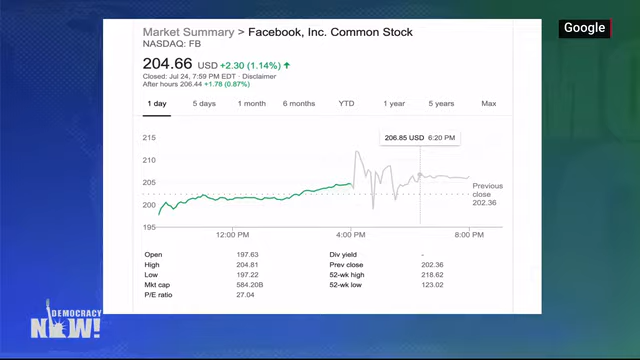 Google
Market Summary > Facebook, Inc. Common Stock
NASDAQ: FB
204.66 USD +2.30 (1.14%) ↑
Closed: Jul 24, 7:59 PM EDT · Disclaimer
After hours 206.44 +1.78 (0.87%)
1 day 5 days 1 month 6 months YTD 1 year 5 years Max
206.85 USD 6:20 PM
215
210
205
200
195
Previous
close
202.36
12:00 PM 4:00 PM 8:00 PM
Open 197.63 Div yield -
High 204.81 Prev close 202.36
Low 197.22 52-wk high 218.62
Mkt cap 584.20B 52-wk low 123.02
P/E ratio 27.04
DEMOCRACY
NOW!